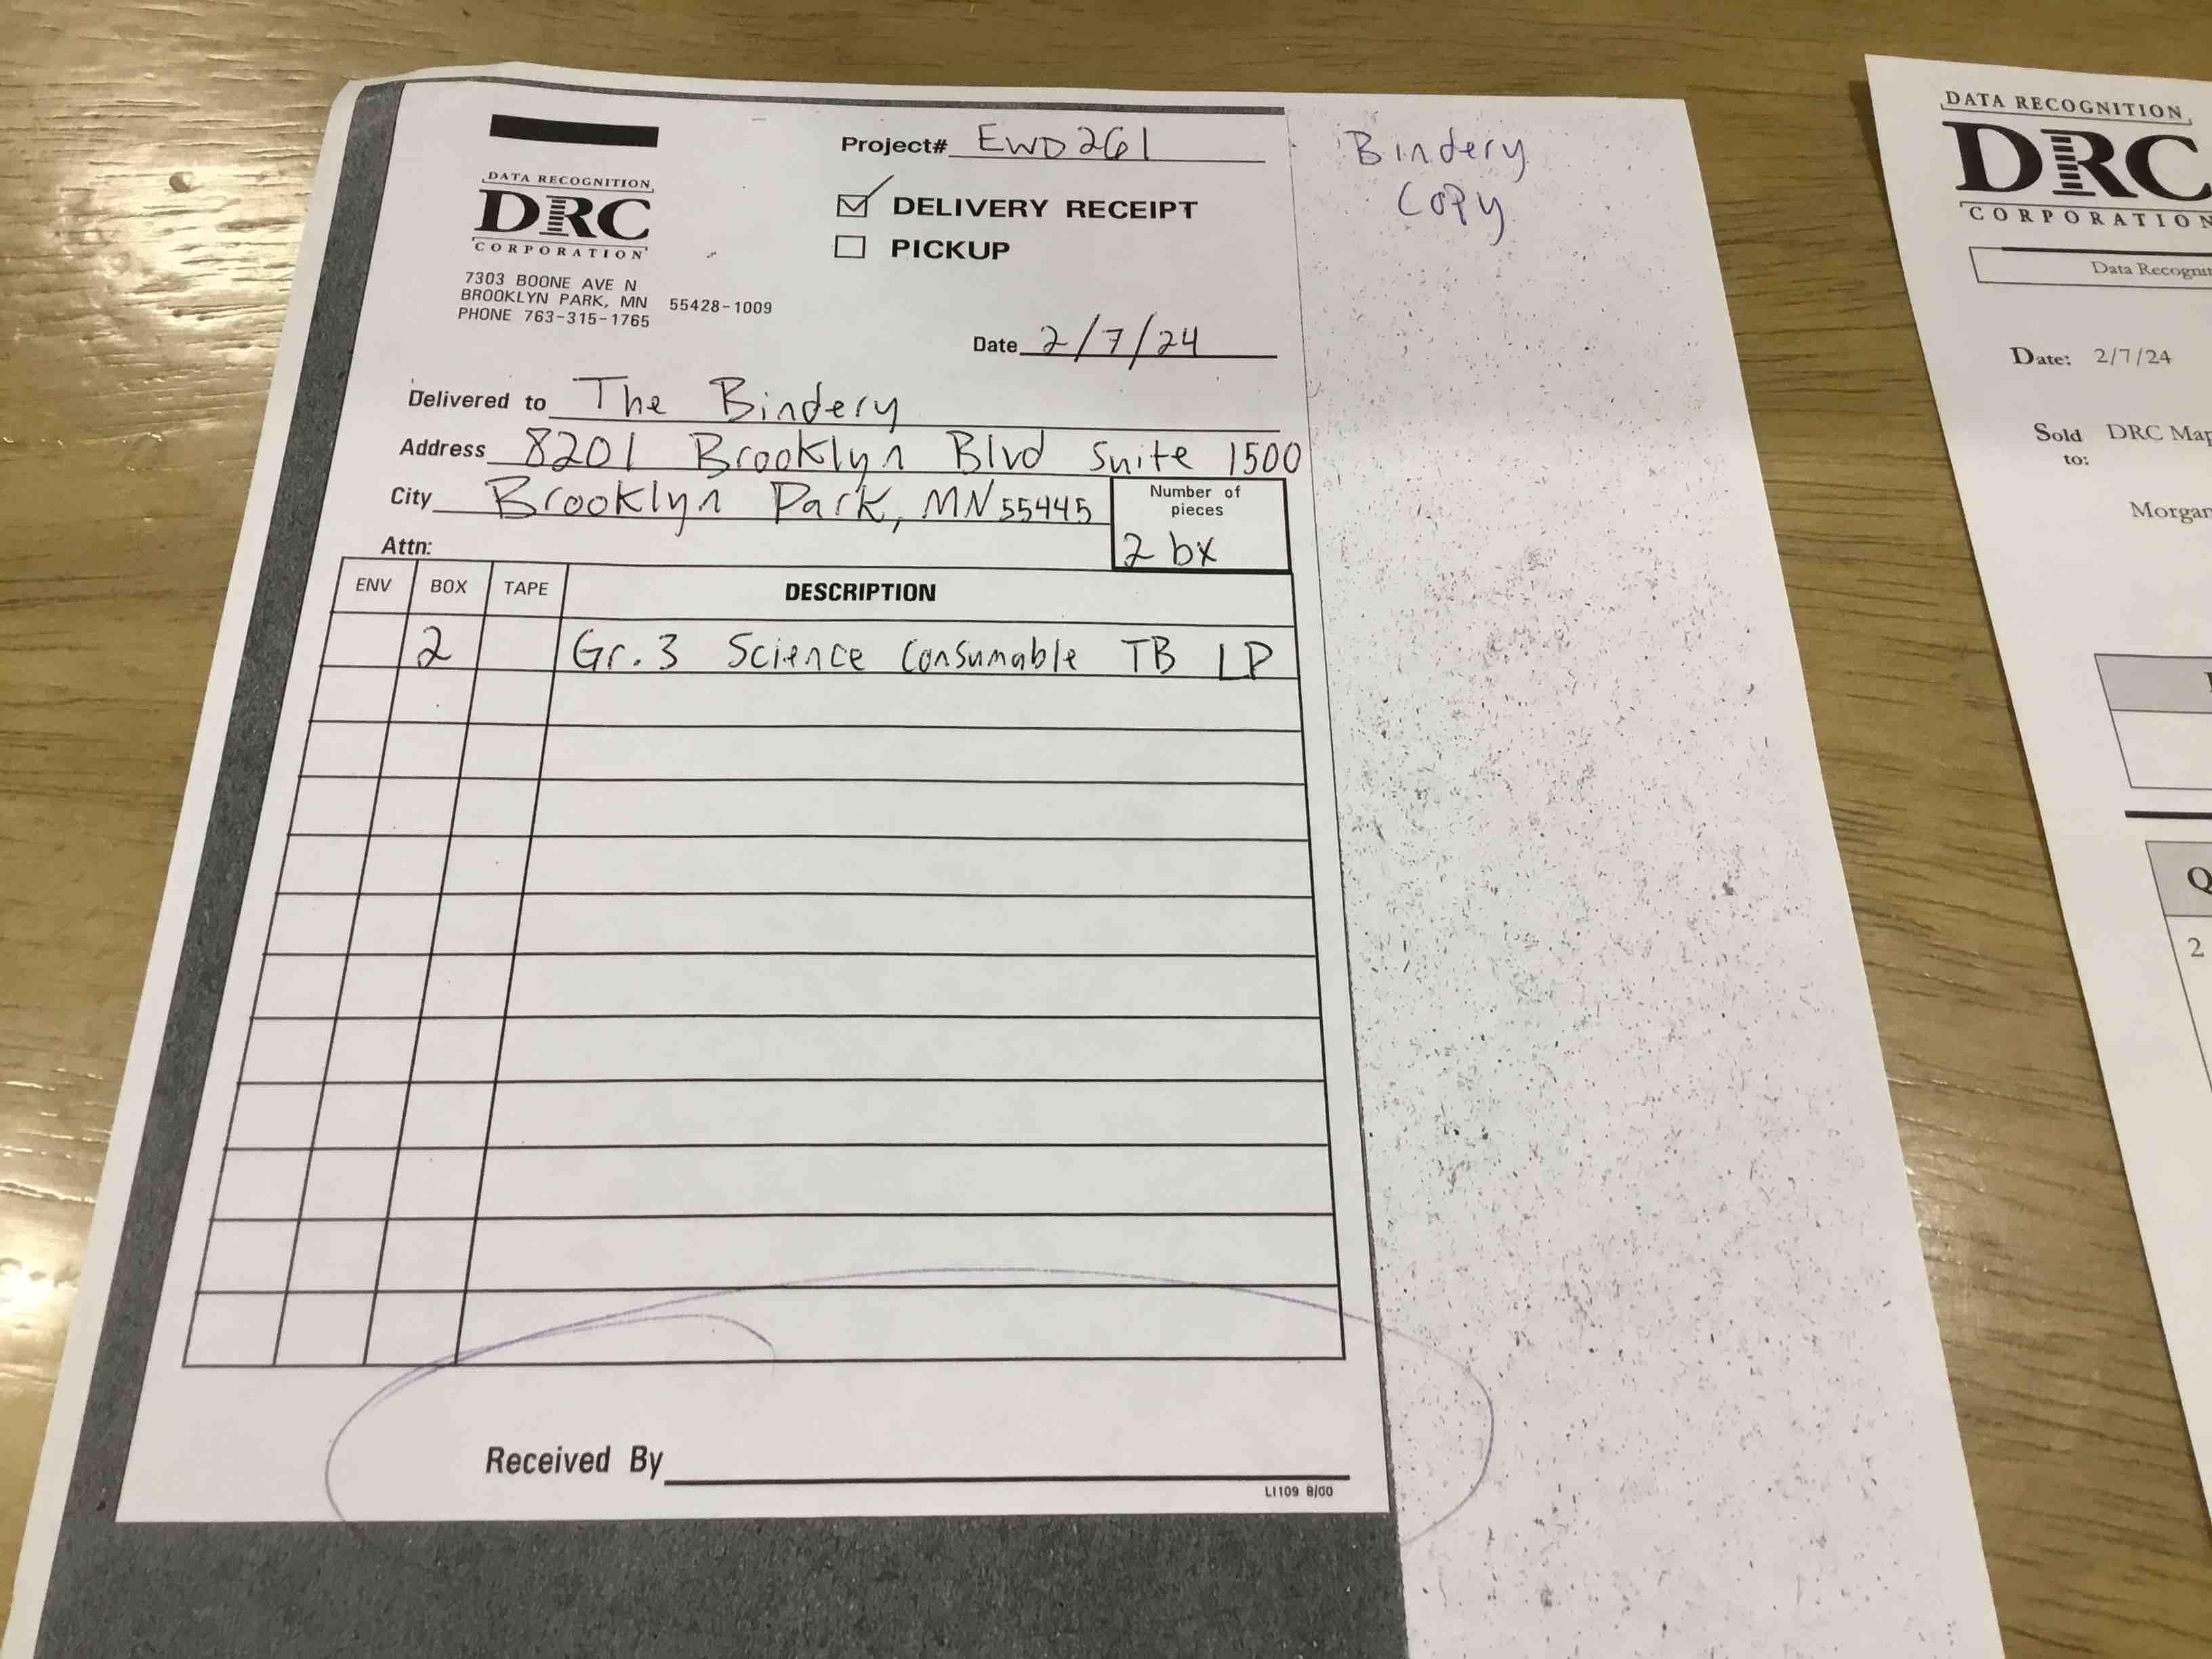 Project# EWD261
DATA RECOGNITION
DRC
CORPORATION
DELIVERY RECEIPT
PICKUP
7303 BOONE AVE N
BROOKLYN PARK, MN 55428-1009
PHONE 763-315-1765
Date 2/7/24
Delivered to The Bindery
Address 8201 Brooklyn Blvd Suite 1500
City Brooklyn Park, MN 55445
Number of
pieces
2 bx
Attn:
ENV BOX TAPE DESCRIPTION
2 Gr. 3 Science Consumable TB LP
Received By
L1109 8/00
Bindery
Copy
DATA RECOGNITION
DRC
CORPORATION
Data
Date: 2/7/24
Sold DRC
to:
2